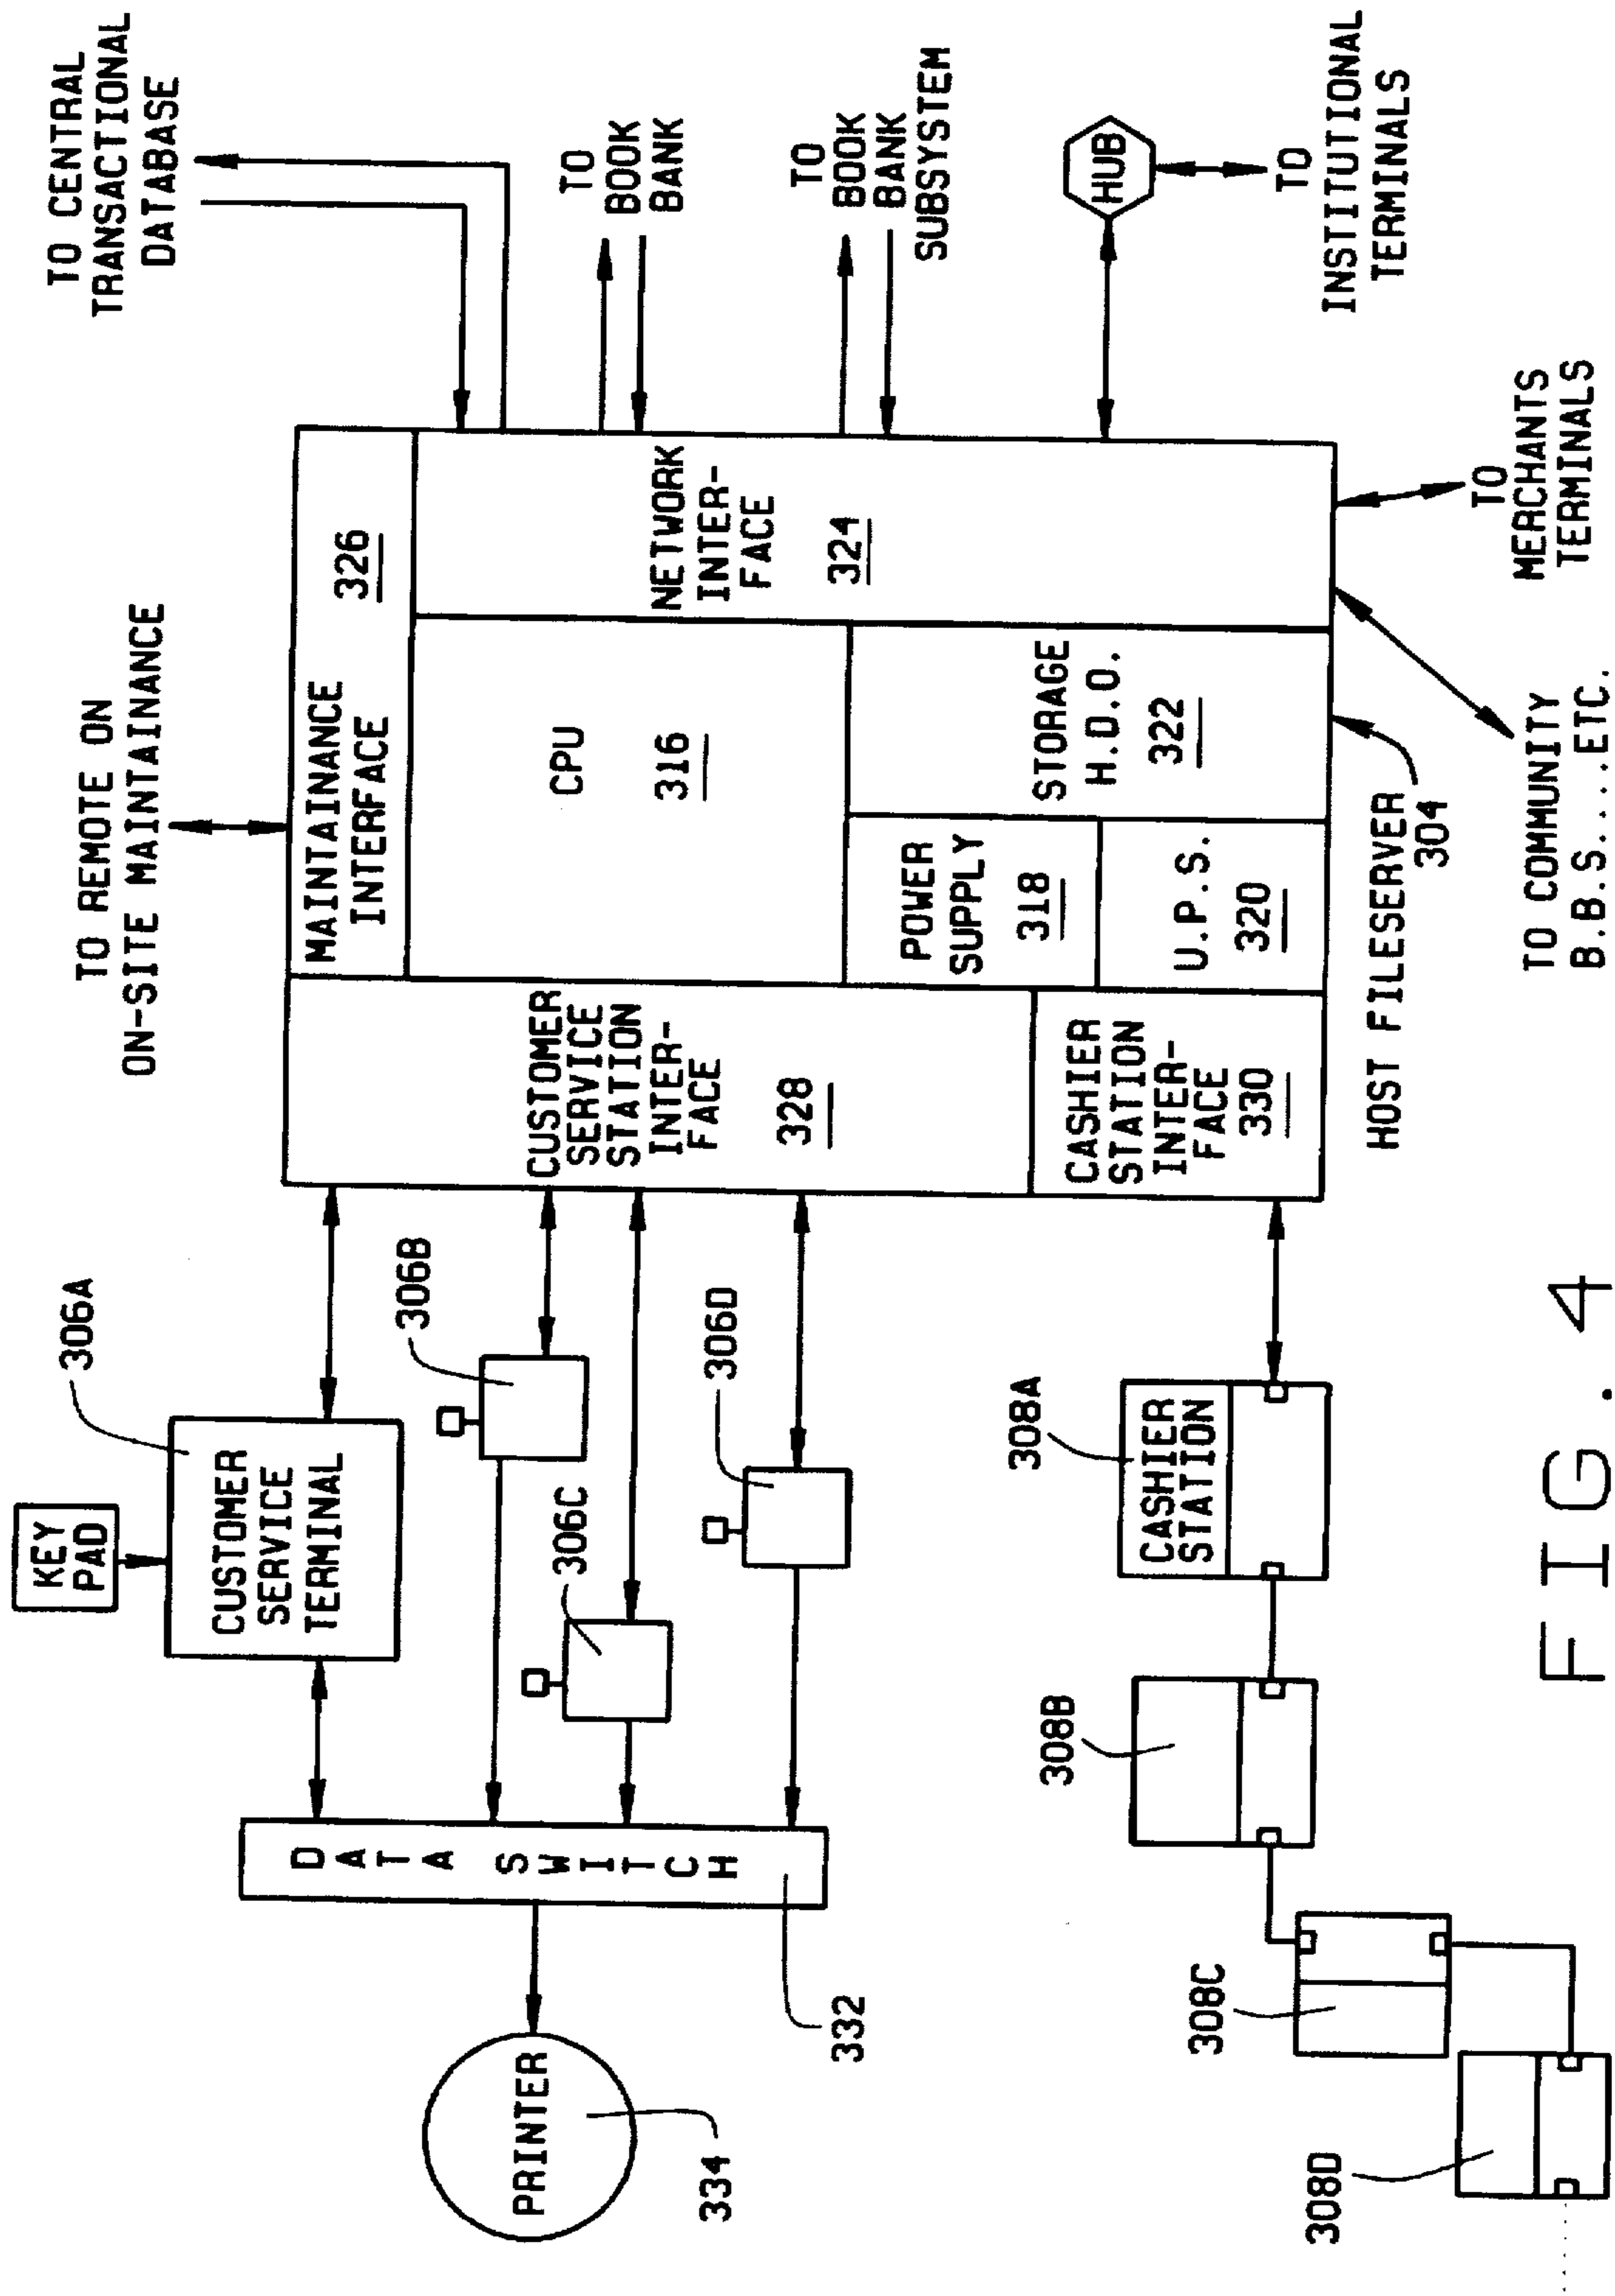 TO REMOTE ON
ON-SITE MAINTAINANCE
TO CENTRAL
TRANSACTIONAL
DATABASE
KEY
PAD
306A
CUSTOMER
SERVICE
TERMINAL
306B
306C
306D
DATA SWITCH
332
PRINTER
334
MAINTAINANCE
INTERFACE
326
CUSTOMER
SERVICE
STATION
INTER-
FACE
328
CPU
316
NETWORK
INTER-
FACE
324
POWER
SUPPLY
318
STORAGE
H.D.O.
322
U.P.S.
320
CASHIER
STATION
INTER-
FACE
330
TO
BOOK
BANK
TO
BOOK
BANK
SUBSYSTEM
HUB
TO
INSTITUTIONAL
TERMINALS
308A
CASHIER
STATION
308B
308C
308D
HOST FILESERVER
304
TO
MERCHANTS
TERMINALS
TO COMMUNITY
B.B.S....ETC.
FIG. 4